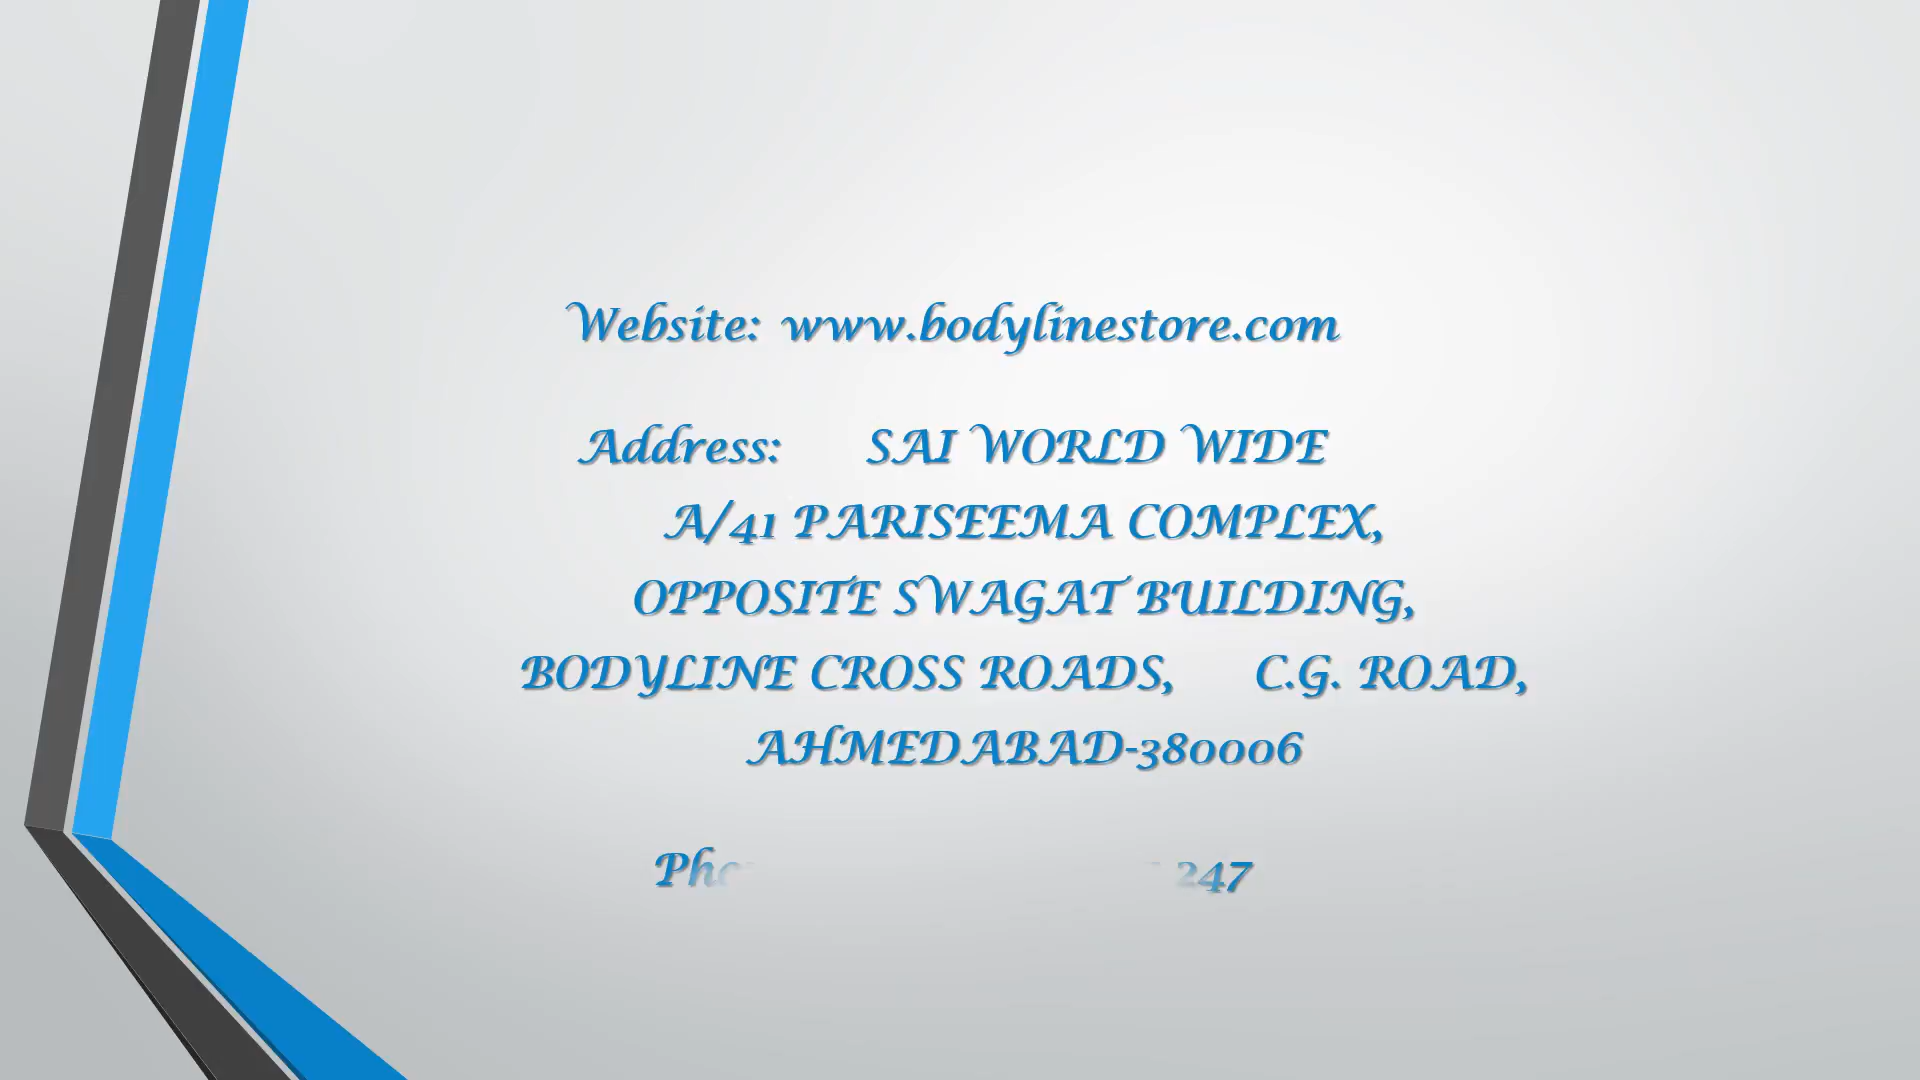 Website: www.bodylinestore.com
Address: SAI WORLD WIDE
A/41 PARISEEMA COMPLEX,
OPPOSITE SWAGAT BUILDING,
BODYLINE CROSS ROADS, C.G. ROAD,
AHMEDABAD-380006
247